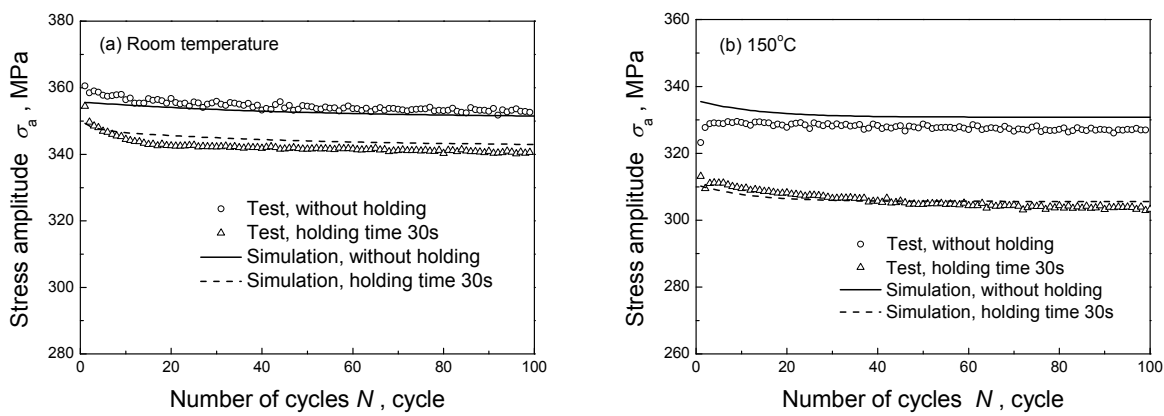 380
360
340
320
300
280
Stress amplitude σa , MPa
(a) Room temperature
Test, without holding
Test, holding time 30s
Simulation, without holding
Simulation, holding time 30s
0 20 40 60 80 100
Number of cycles N , cycle
360
340
320
300
280
260
Stress amplitude σa , MPa
(b) 150°C
Test, without holding
Test, holding time 30s
Simulation, without holding
Simulation, holding time 30s
0 20 40 60 80 100
Number of cycles N , cycle